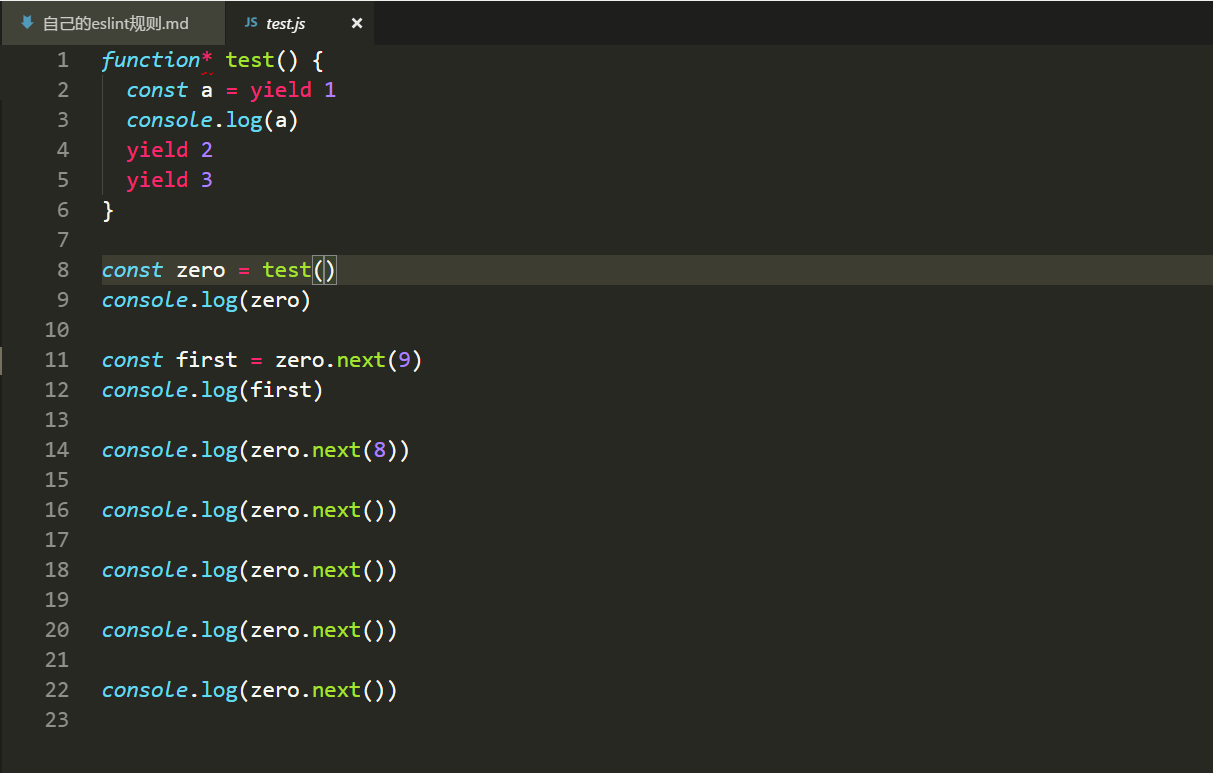 自己的eslint规则.md
JS test.js ×
1 function* test() {
2 const a = yield 1
3 console.log(a)
4 yield 2
5 yield 3
6 }
7
8 const zero = test()
9 console.log(zero)
10
11 const first = zero.next(9)
12 console.log(first)
13
14 console.log(zero.next(8))
15
16 console.log(zero.next())
17
18 console.log(zero.next())
19
20 console.log(zero.next())
21
22 console.log(zero.next())
23